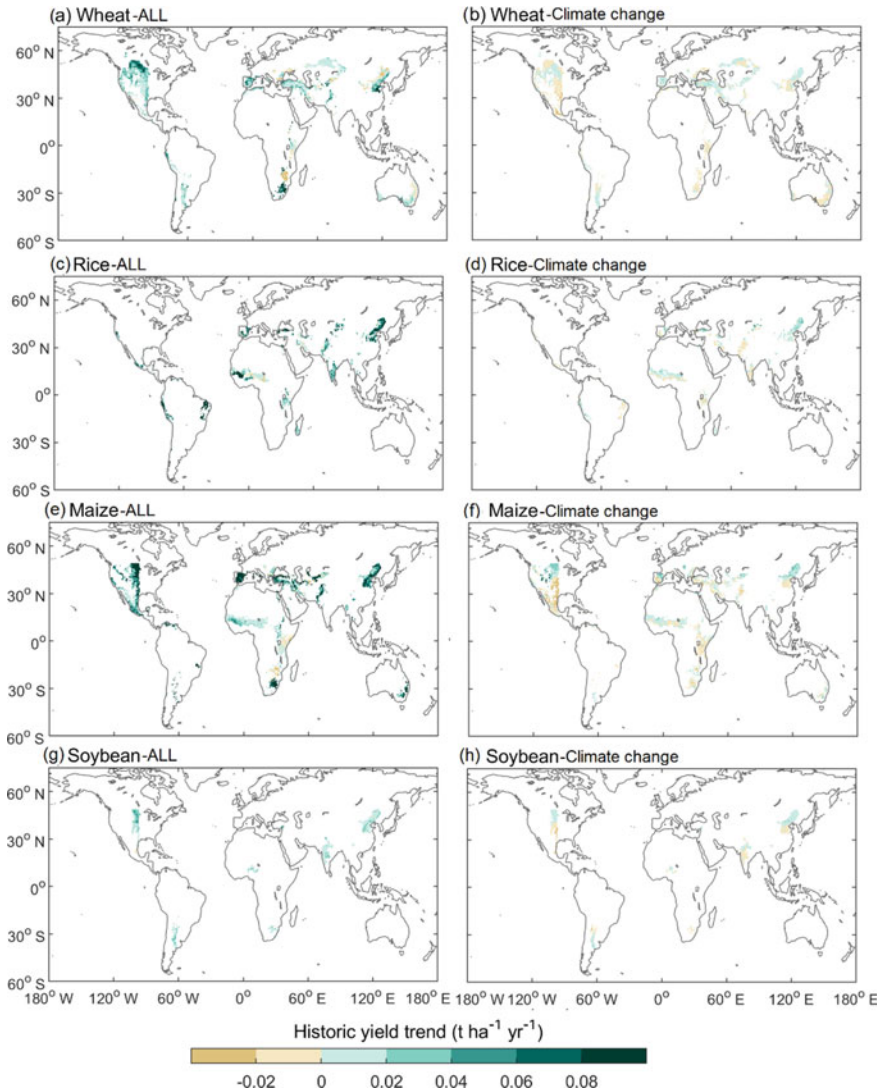 (a) Wheat-ALL
(b) Wheat-Climate change
60° N
30° N
0°
30° S
60° S
(c) Rice-ALL
(d) Rice-Climate change
60° N
30° N
0°
30° S
60° S
(e) Maize-ALL
(f) Maize-Climate change
60° N
30° N
0°
30° S
60° S
(g) Soybean-ALL
(h) Soybean-Climate change
60° N
30° N
0°
30° S
60° S
180° W 120° W 60° W 0° 60° E 120° E 180° W 120° W 60° W 0° 60° E 120° E 180° E
Historic yield trend (t ha⁻¹ yr⁻¹)
-0.02 0 0.02 0.04 0.06 0.08